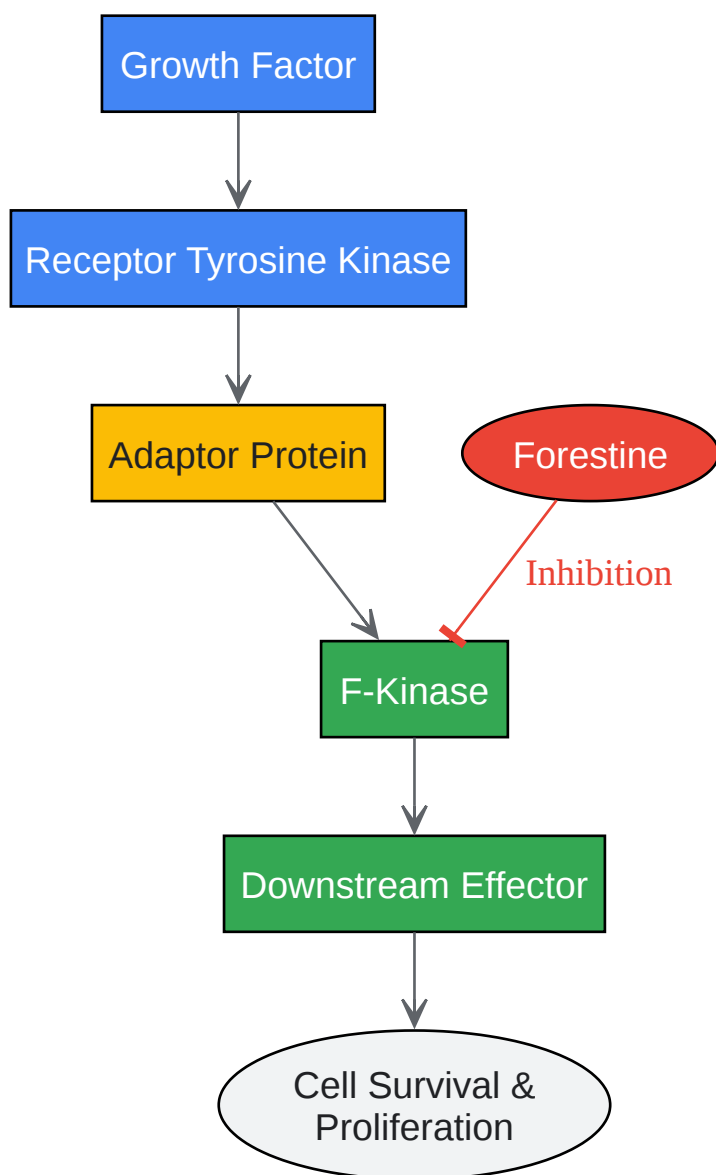 Growth Factor
Receptor Tyrosine Kinase
Adaptor Protein
Forestine
Inhibition
F-Kinase
Downstream Effector
Cell Survival &
Proliferation